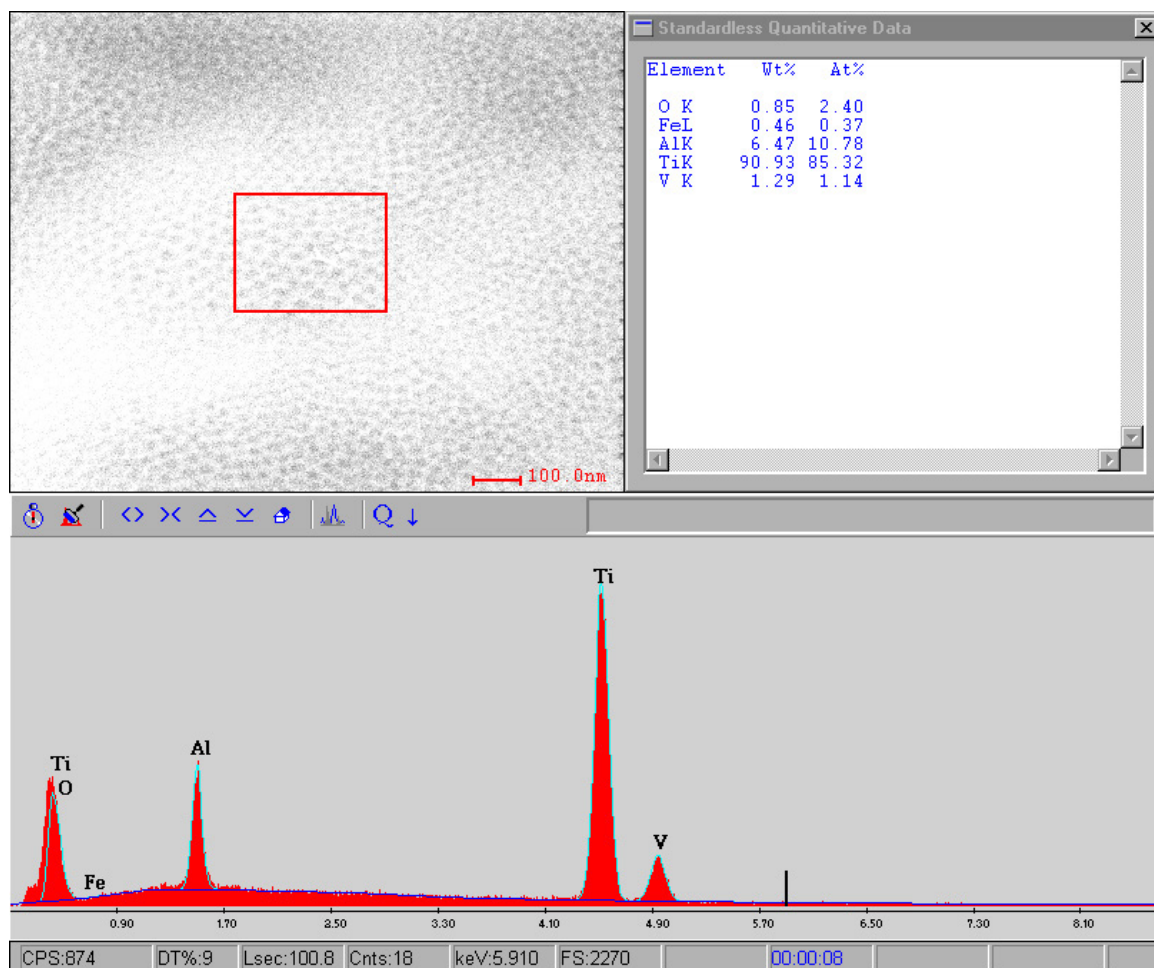 Standardless Quantitative Data
Element Wt% At%
O K 0.85 2.40
FeL 0.46 0.37
AlK 6.47 10.78
TiK 90.93 85.32
V K 1.29 1.14
100.0nm
Q
Ti
Ti
O
Al
V
Fe
0.90 1.70 2.50 3.30 4.10 4.90 5.70 6.50 7.30 8.10
CPS:874 DT%:9 Lsec:100.8 Cnts:18 keV:5.910 FS:2270 00:00:08